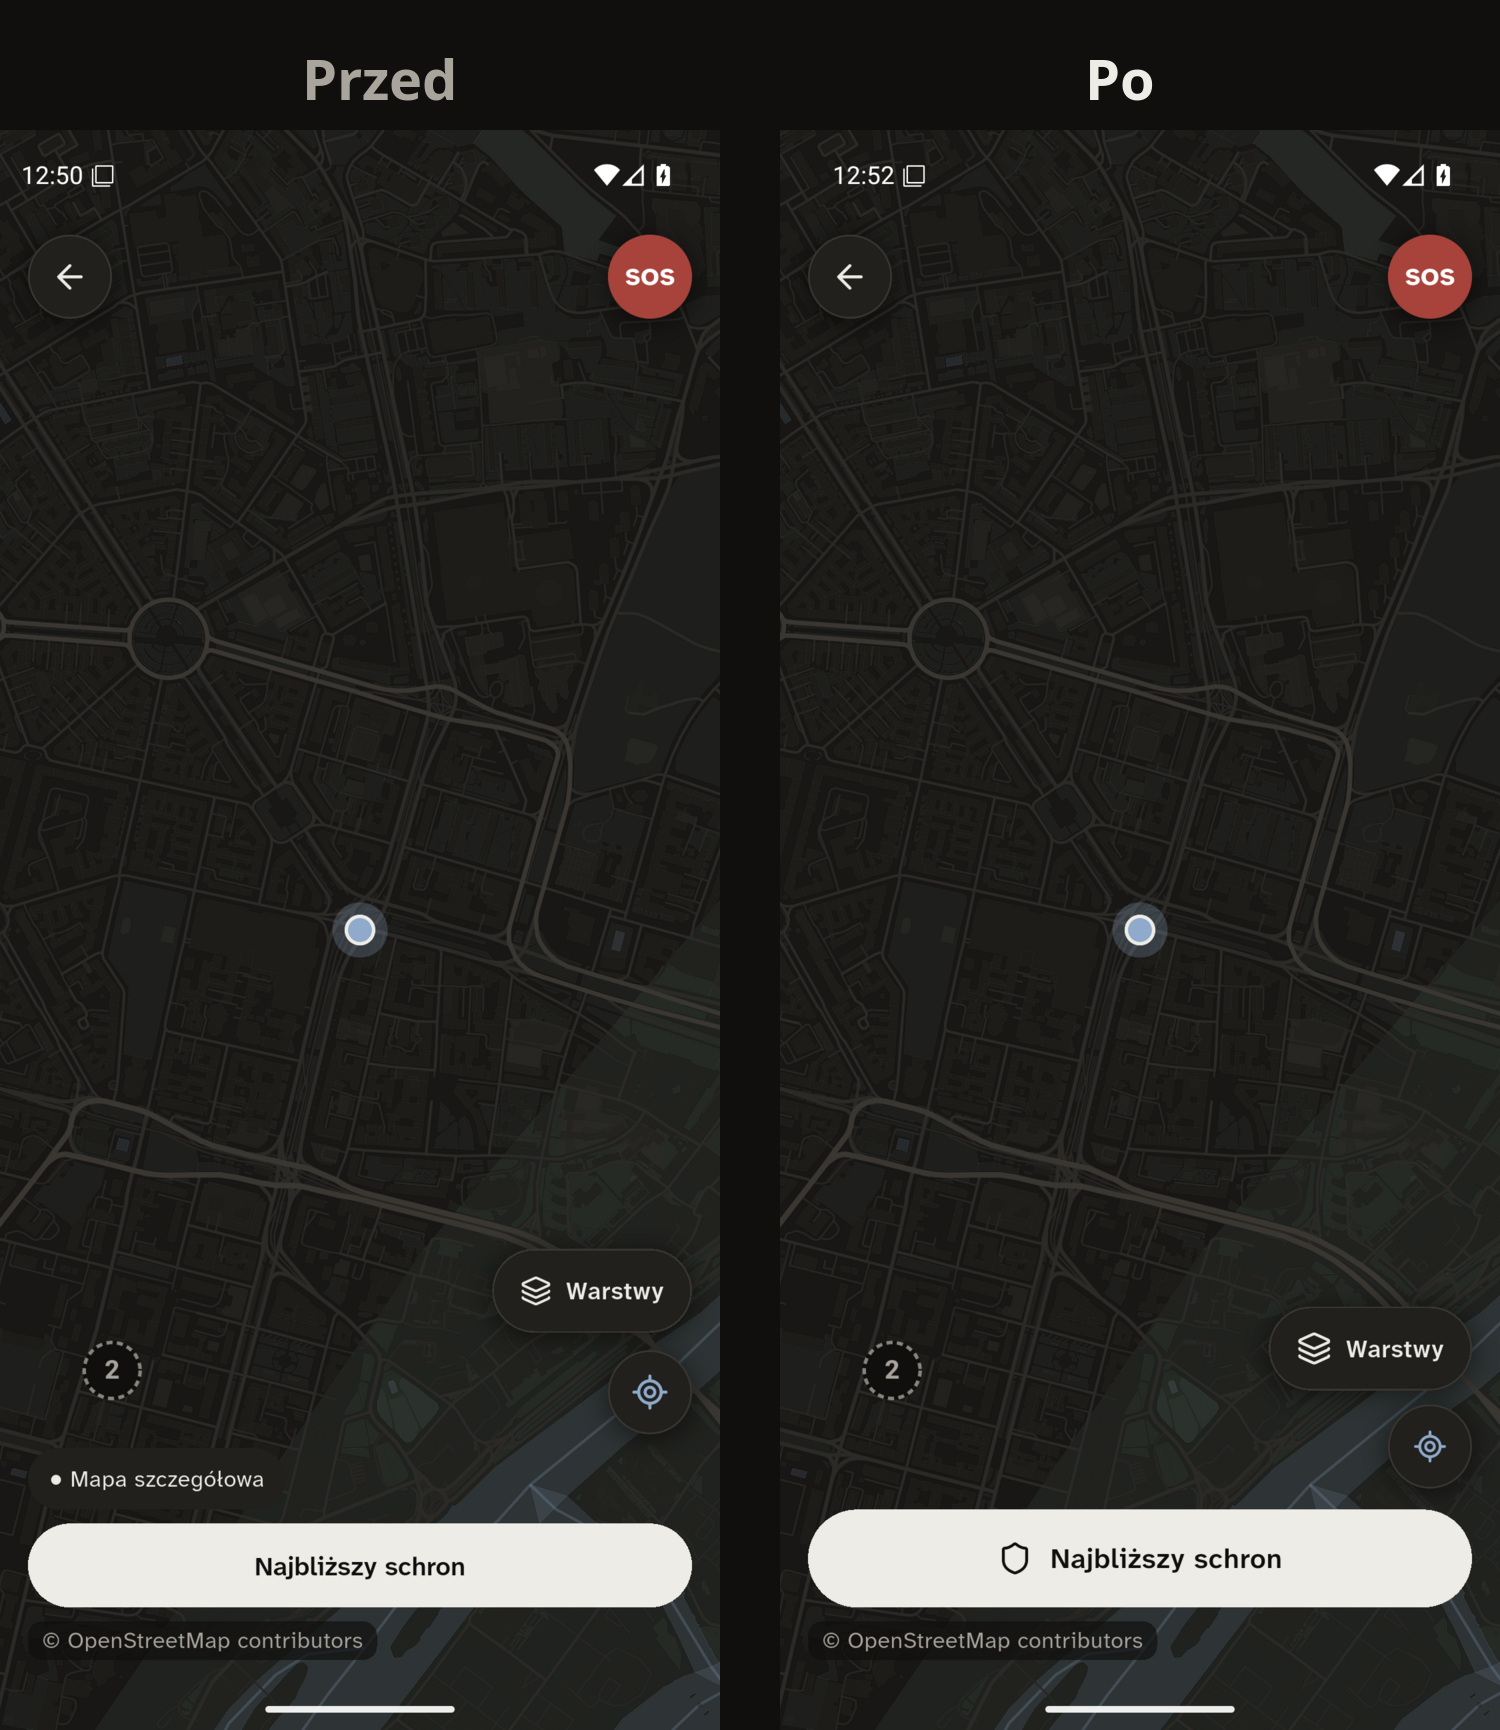 Przed
Po
12:50
SOS
Warstwy
2
Mapa szczegółowa
Najbliższy schron
© OpenStreetMap contributors
12:52
SOS
Warstwy
2
Najbliższy schron
© OpenStreetMap contributors